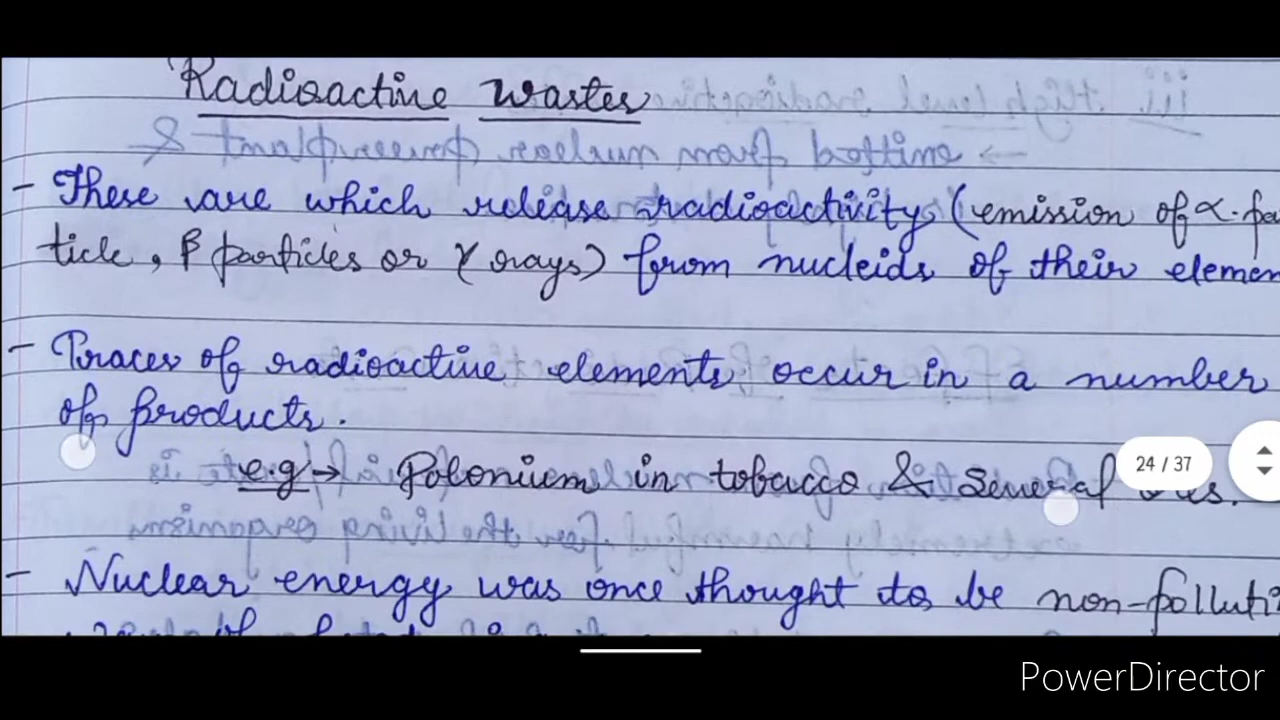 Radioactive wastes
- These are which release radioactivity (emission of α-pa
ticle, β particles or γ rays) from nucleids of their elemen
- Traces of radioactive elements occur in a number
of products.
e.g → Polonium in tobacco & several
24 / 37
- Nuclear energy was once thought to be non-polluti
PowerDirector